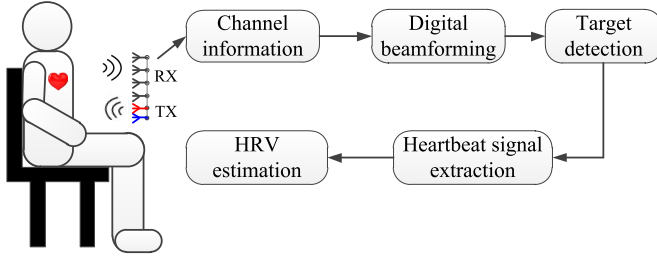 Channel
information
Digital
beamforming
Target
detection
RX
TX
HRV
estimation
Heartbeat signal
extraction